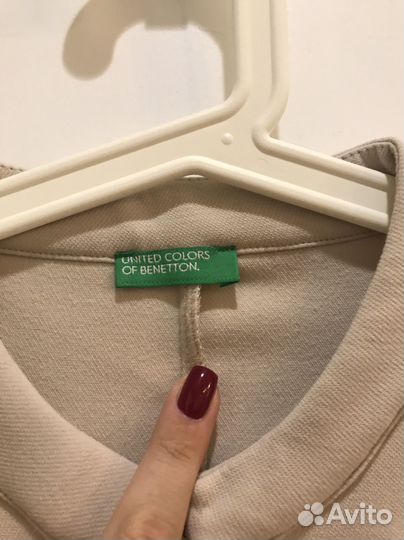 UNITED COLORS
OF BENETTON.
Avito